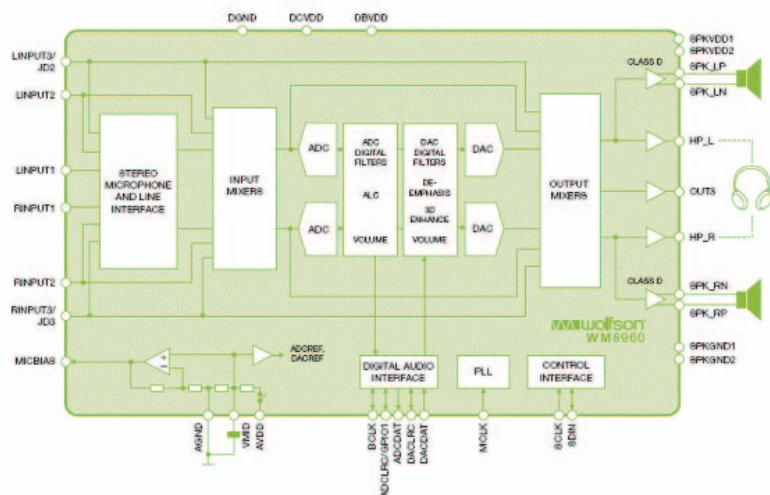 DGND
DCVDD
DBVDD
LINPUT3/
JD2
LINPUT2
LINPUT1
RINPUT1
RINPUT2
RINPUT3/
JD3
MICBIAS
STEREO
MICROPHONE
AND LINE
INTERFACE
INPUT
MIXERS
ADC
ADC
ADC
DIGITAL
FILTERS
ALC
VOLUME
DAC
DIGITAL
FILTERS
DE-
EMPHASIS
3D
ENHANCE
VOLUME
DAC
DAC
OUTPUT
MIXERS
CLASS D
CLASS D
SPKVDD1
SPKVDD2
SPK_LP
SPK_LN
HP_L
OUT3
HP_R
SPK_RN
SPK_RP
SPKGND1
SPKGND2
wolfson
WM8960
ADCREF,
DACREF
DIGITAL AUDIO
INTERFACE
PLL
CONTROL
INTERFACE
AGND
VMID
AVDD
BCLK
ADCLRC/GPIO1
ADCDAT
DACLRC
DACDAT
MCLK
SCLK
SDIN